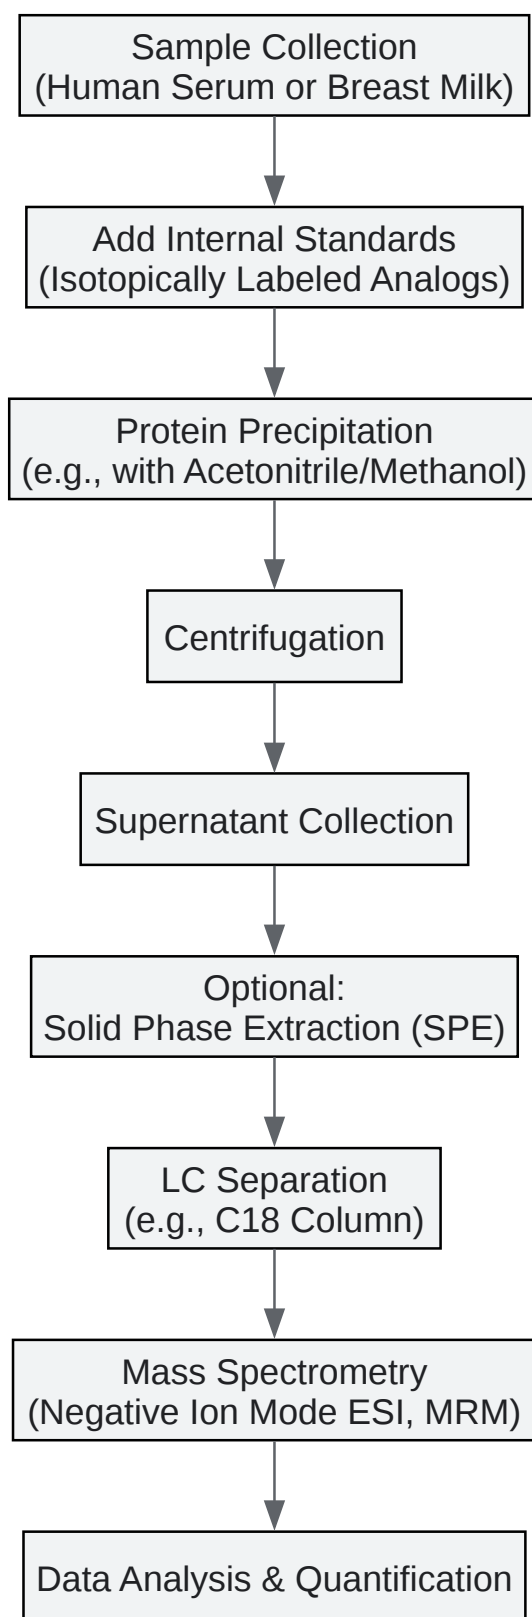 Sample Collection
(Human Serum or Breast Milk)
Add Internal Standards
(Isotopically Labeled Analogs)
Protein Precipitation
(e.g., with Acetonitrile/Methanol)
Centrifugation
Supernatant Collection
Optional:
Solid Phase Extraction (SPE)
LC Separation
(e.g., C18 Column)
Mass Spectrometry
(Negative Ion Mode ESI, MRM)
Data Analysis & Quantification